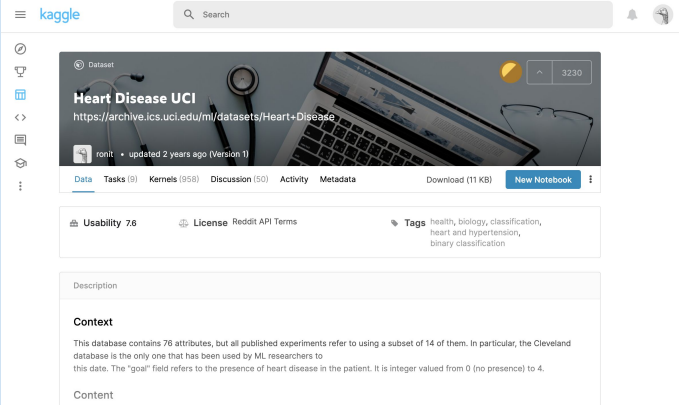 kaggle
Search
Dataset
3230
Heart Disease UCI
https://archive.ics.uci.edu/ml/datasets/Heart+Disease
ronit • updated 2 years ago (Version 1)
Data Tasks (9) Kernels (958) Discussion (50) Activity Metadata Download (11 KB) New Notebook
Usability 7.6 License Reddit API Terms Tags health, biology, classification,
heart and hypertension,
binary classification
Description
Context
This database contains 76 attributes, but all published experiments refer to using a subset of 14 of them. In particular, the Cleveland
database is the only one that has been used by ML researchers to
this date. The "goal" field refers to the presence of heart disease in the patient. It is integer valued from 0 (no presence) to 4.
Content